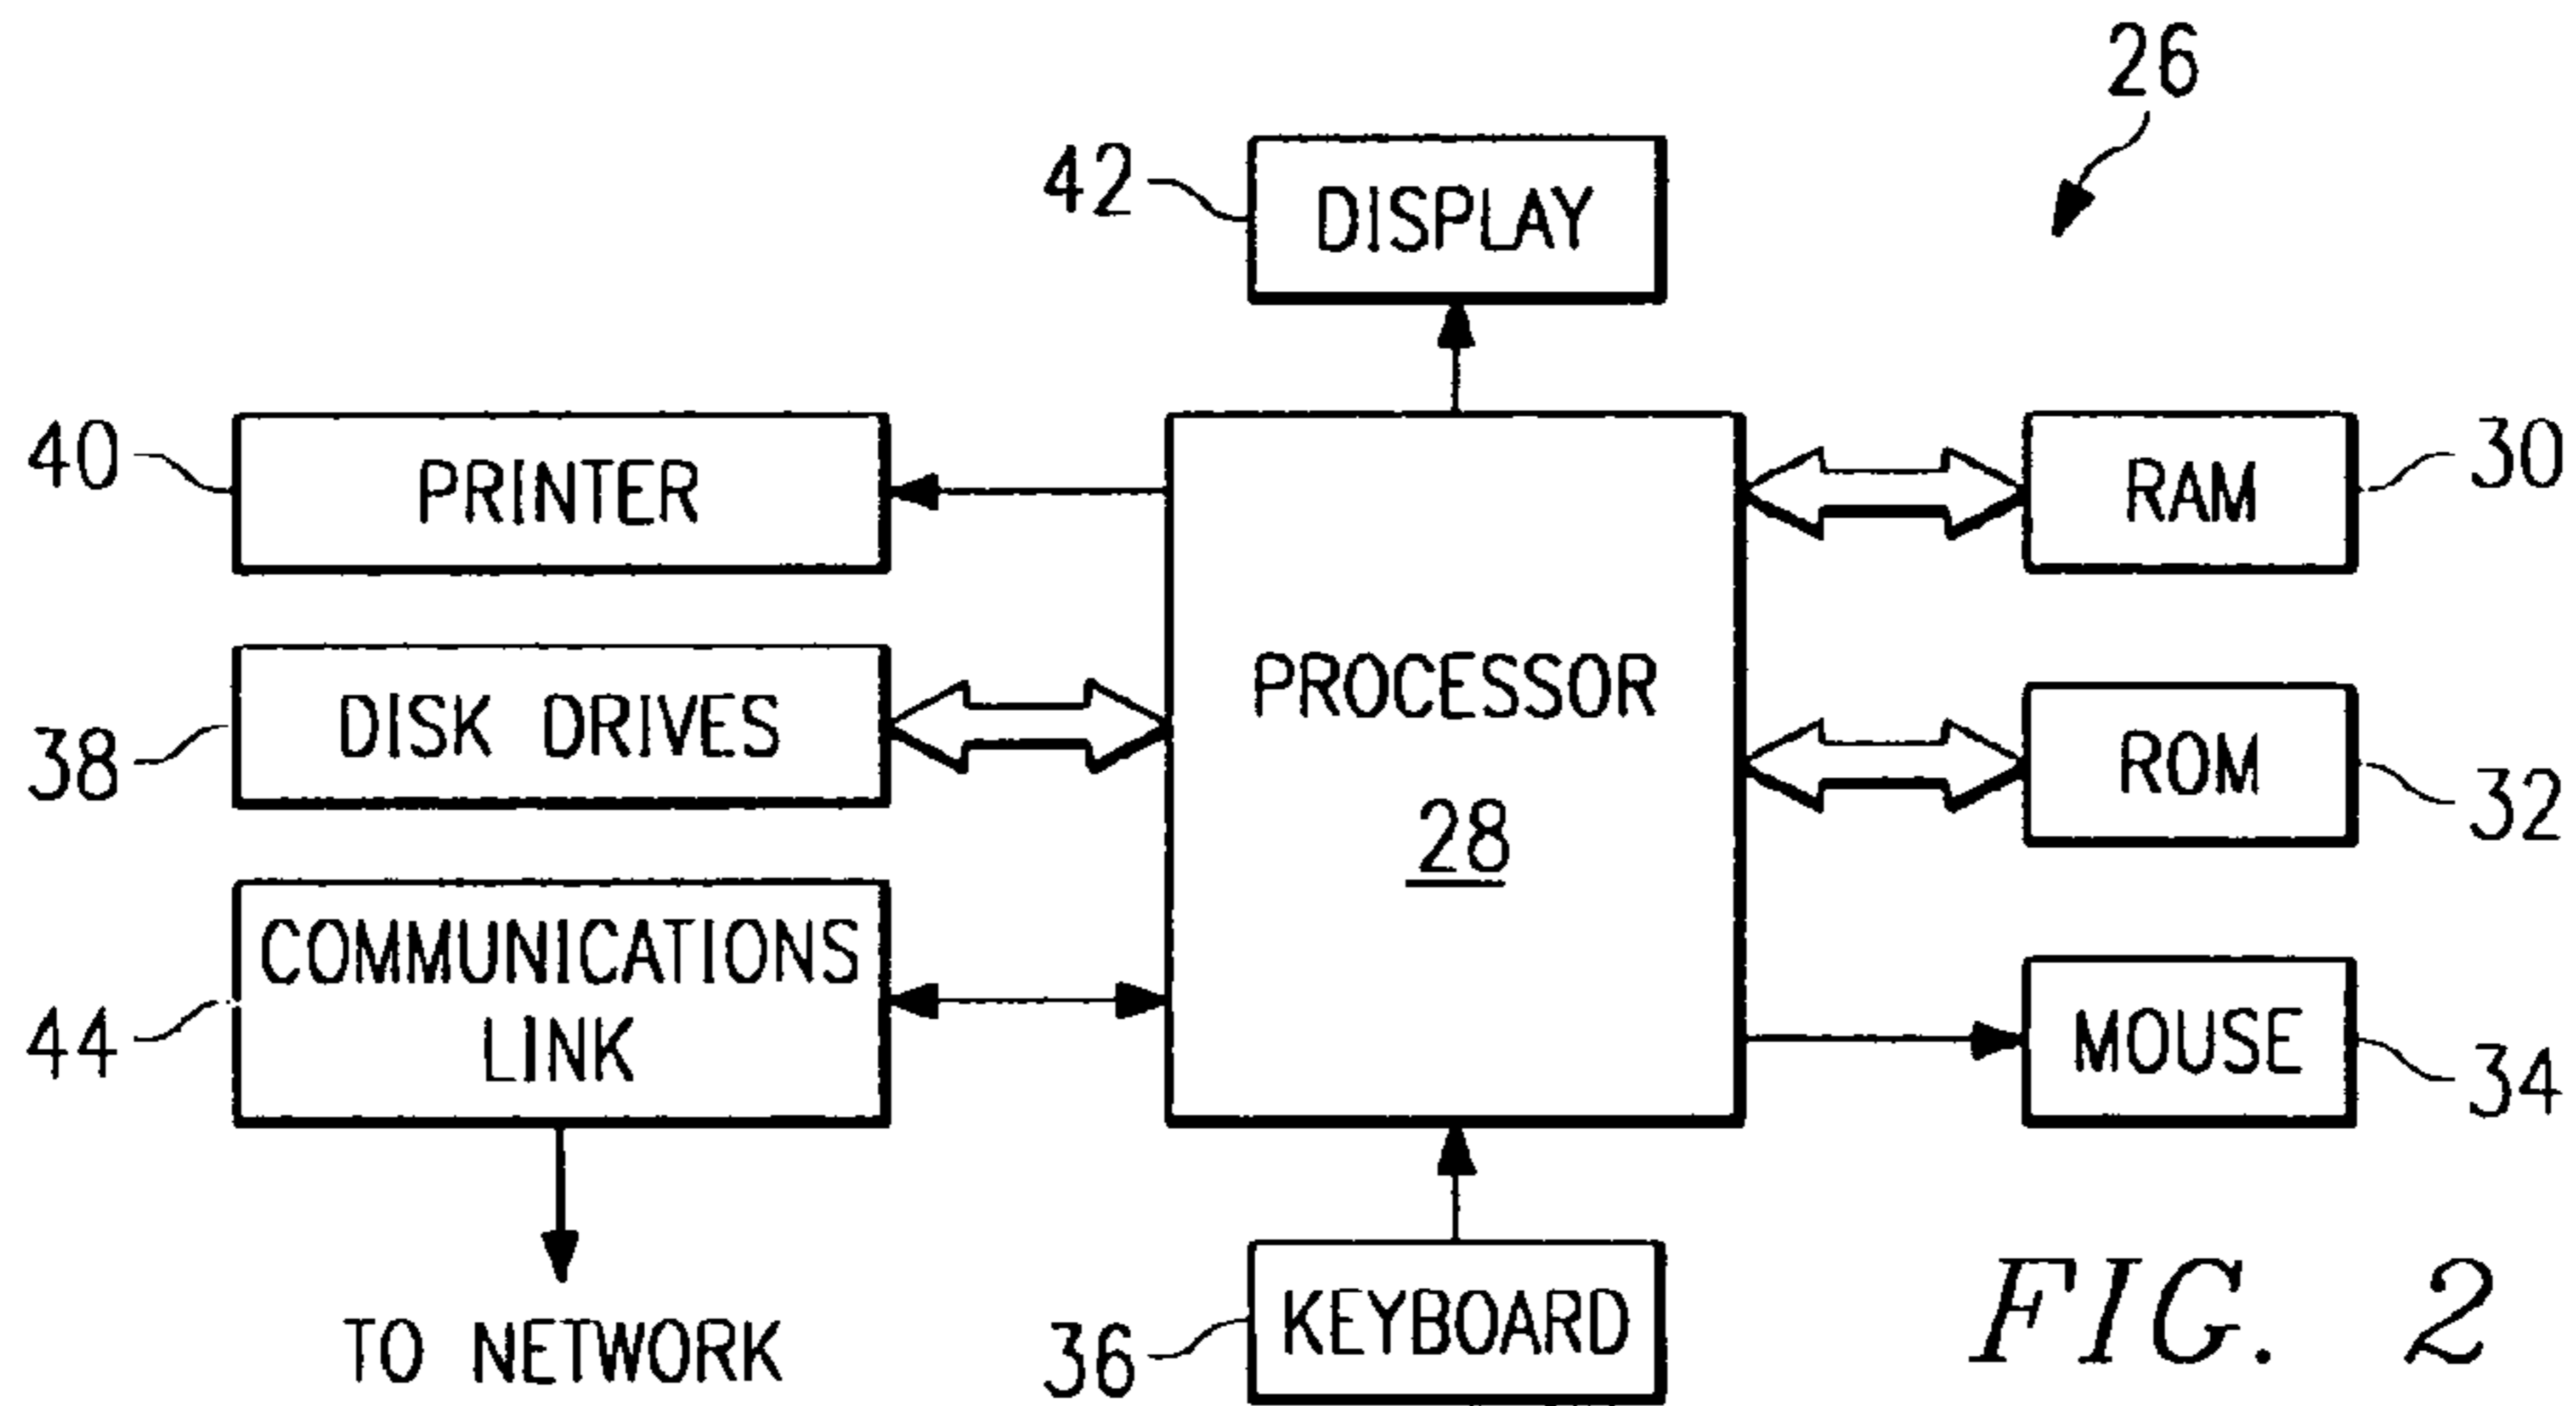 26
42
DISPLAY
40
PRINTER
RAM
30
PROCESSOR
28
38
DISK DRIVES
ROM
32
COMMUNICATIONS
LINK
44
MOUSE
34
TO NETWORK
36
KEYBOARD
FIG. 2